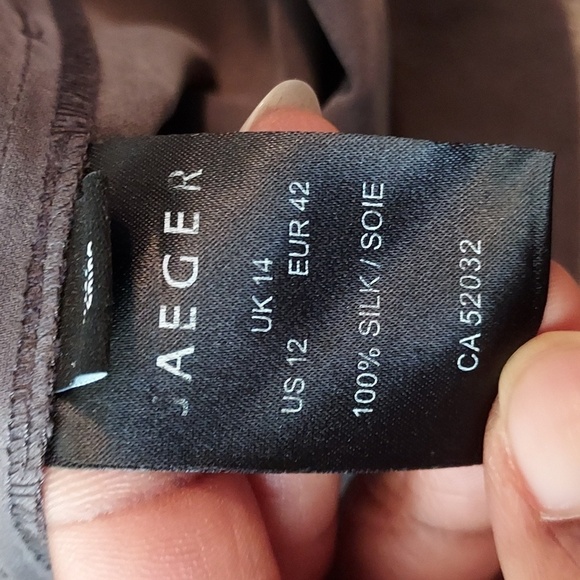 JAEGER
UK 14
US 12 EUR 42
100% SILK / SOIE
CA 52032